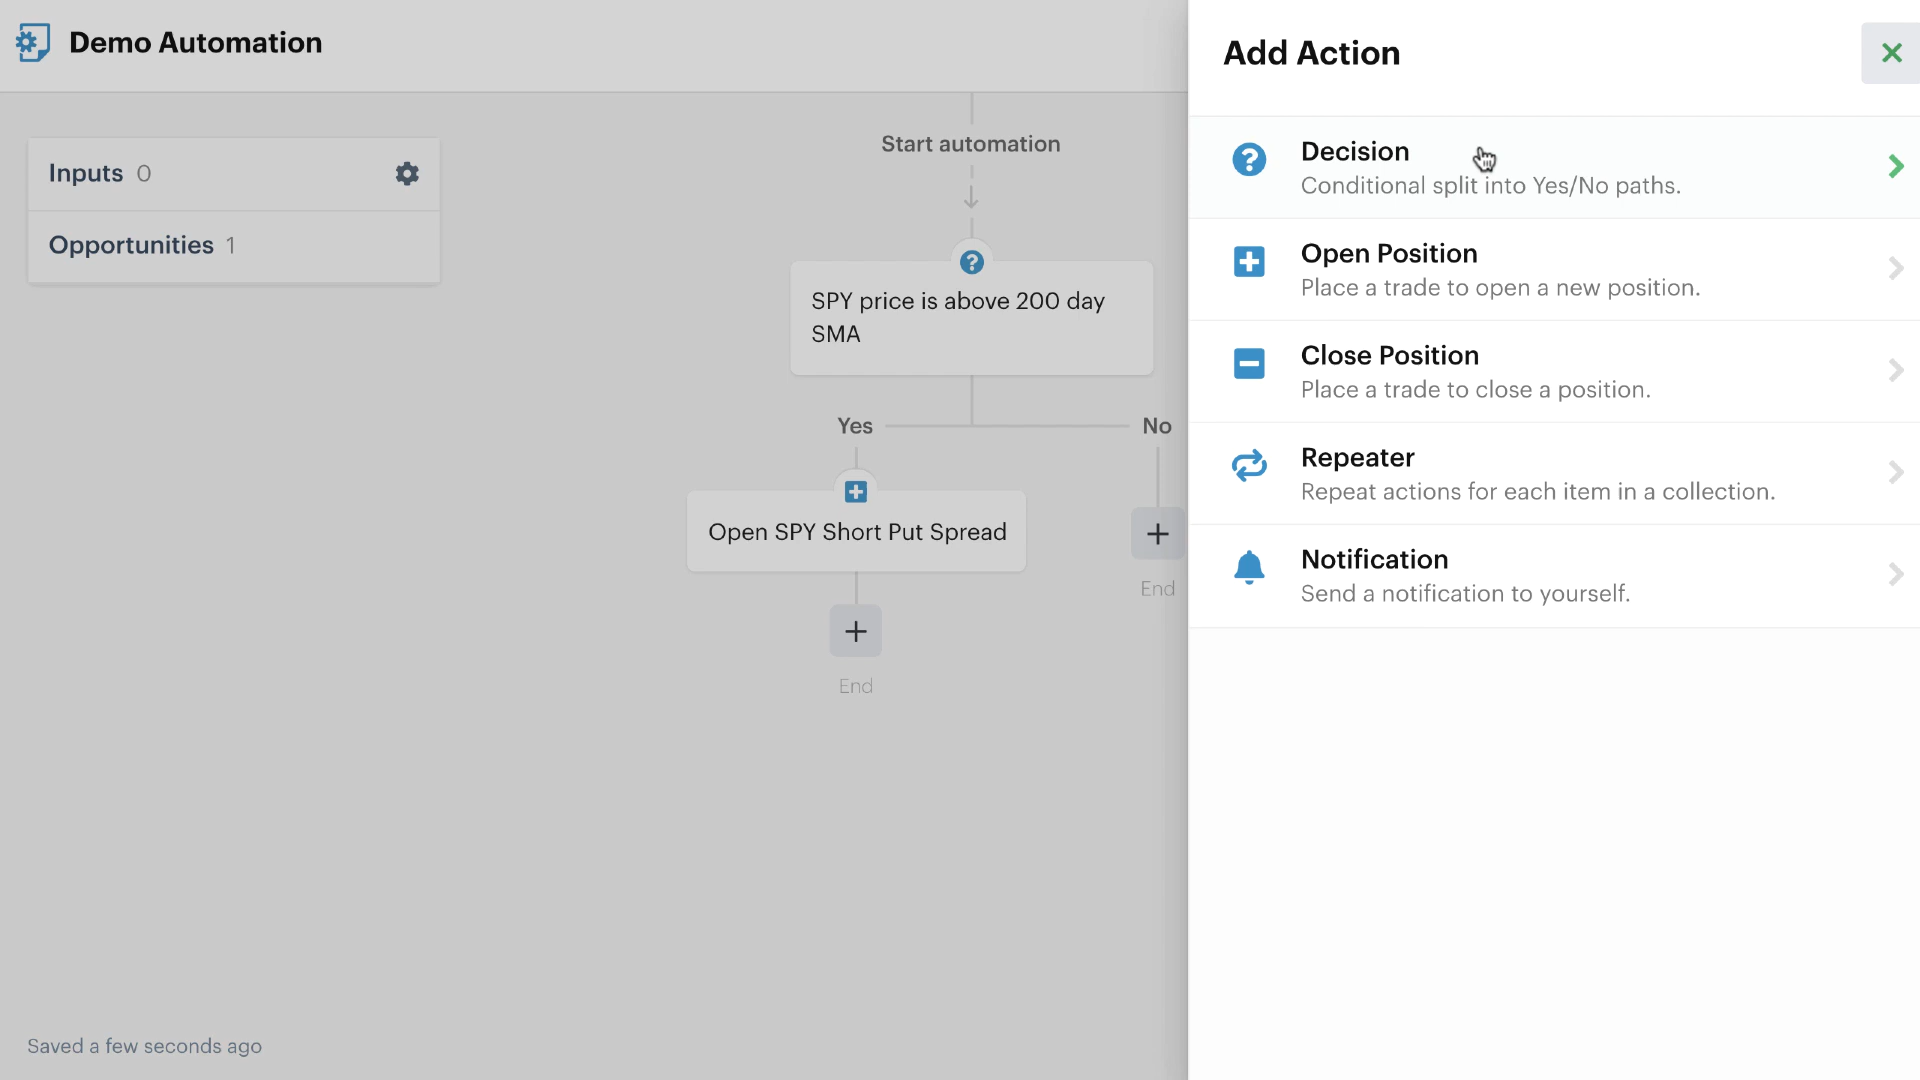 Demo Automation
Inputs 0
Opportunities 1
Start automation
SPY price is above 200 day
SMA
Yes
No
Open SPY Short Put Spread
End
End
Saved a few seconds ago
Add Action
Decision
Conditional split into Yes/No paths.
Open Position
Place a trade to open a new position.
Close Position
Place a trade to close a position.
Repeater
Repeat actions for each item in a collection.
Notification
Send a notification to yourself.